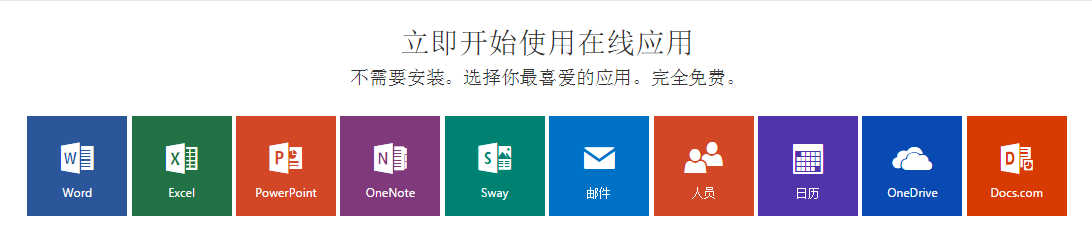 立即开始使用在线应用
不需要安装。选择你最喜爱的应用。完全免费。
W X P N S D
Word Excel PowerPoint OneNote Sway 邮件 人员 日历 OneDrive Docs.com